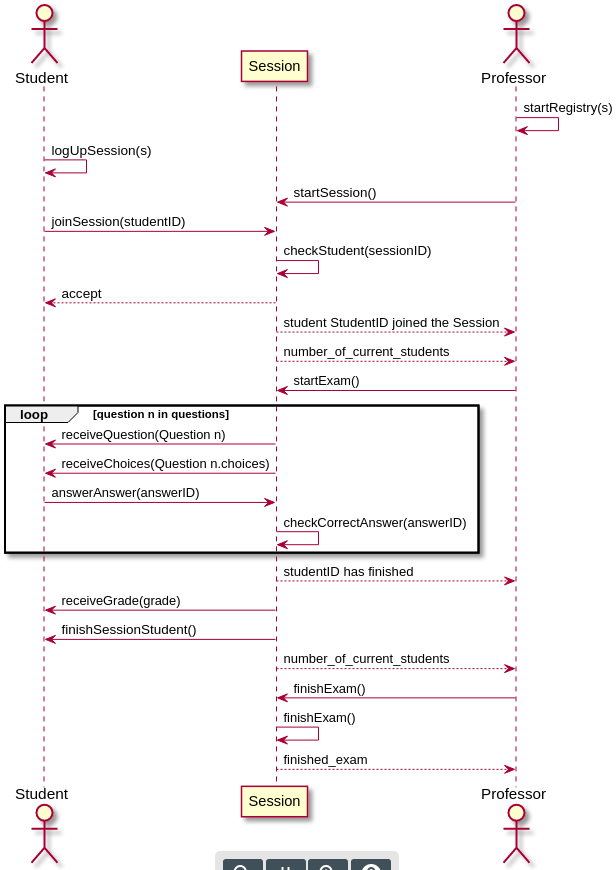 Student
Session
Professor
startRegistry(s)
logUpSession(s)
startSession()
joinSession(studentID)
checkStudent(sessionID)
accept
student StudentID joined the Session
number_of_current_students
startExam()
loop [question n in questions]
receiveQuestion(Question n)
receiveChoices(Question n.choices)
answerAnswer(answerID)
checkCorrectAnswer(answerID)
studentID has finished
receiveGrade(grade)
finishSessionStudent()
number_of_current_students
finishExam()
finishExam()
finished_exam
Student
Session
Professor